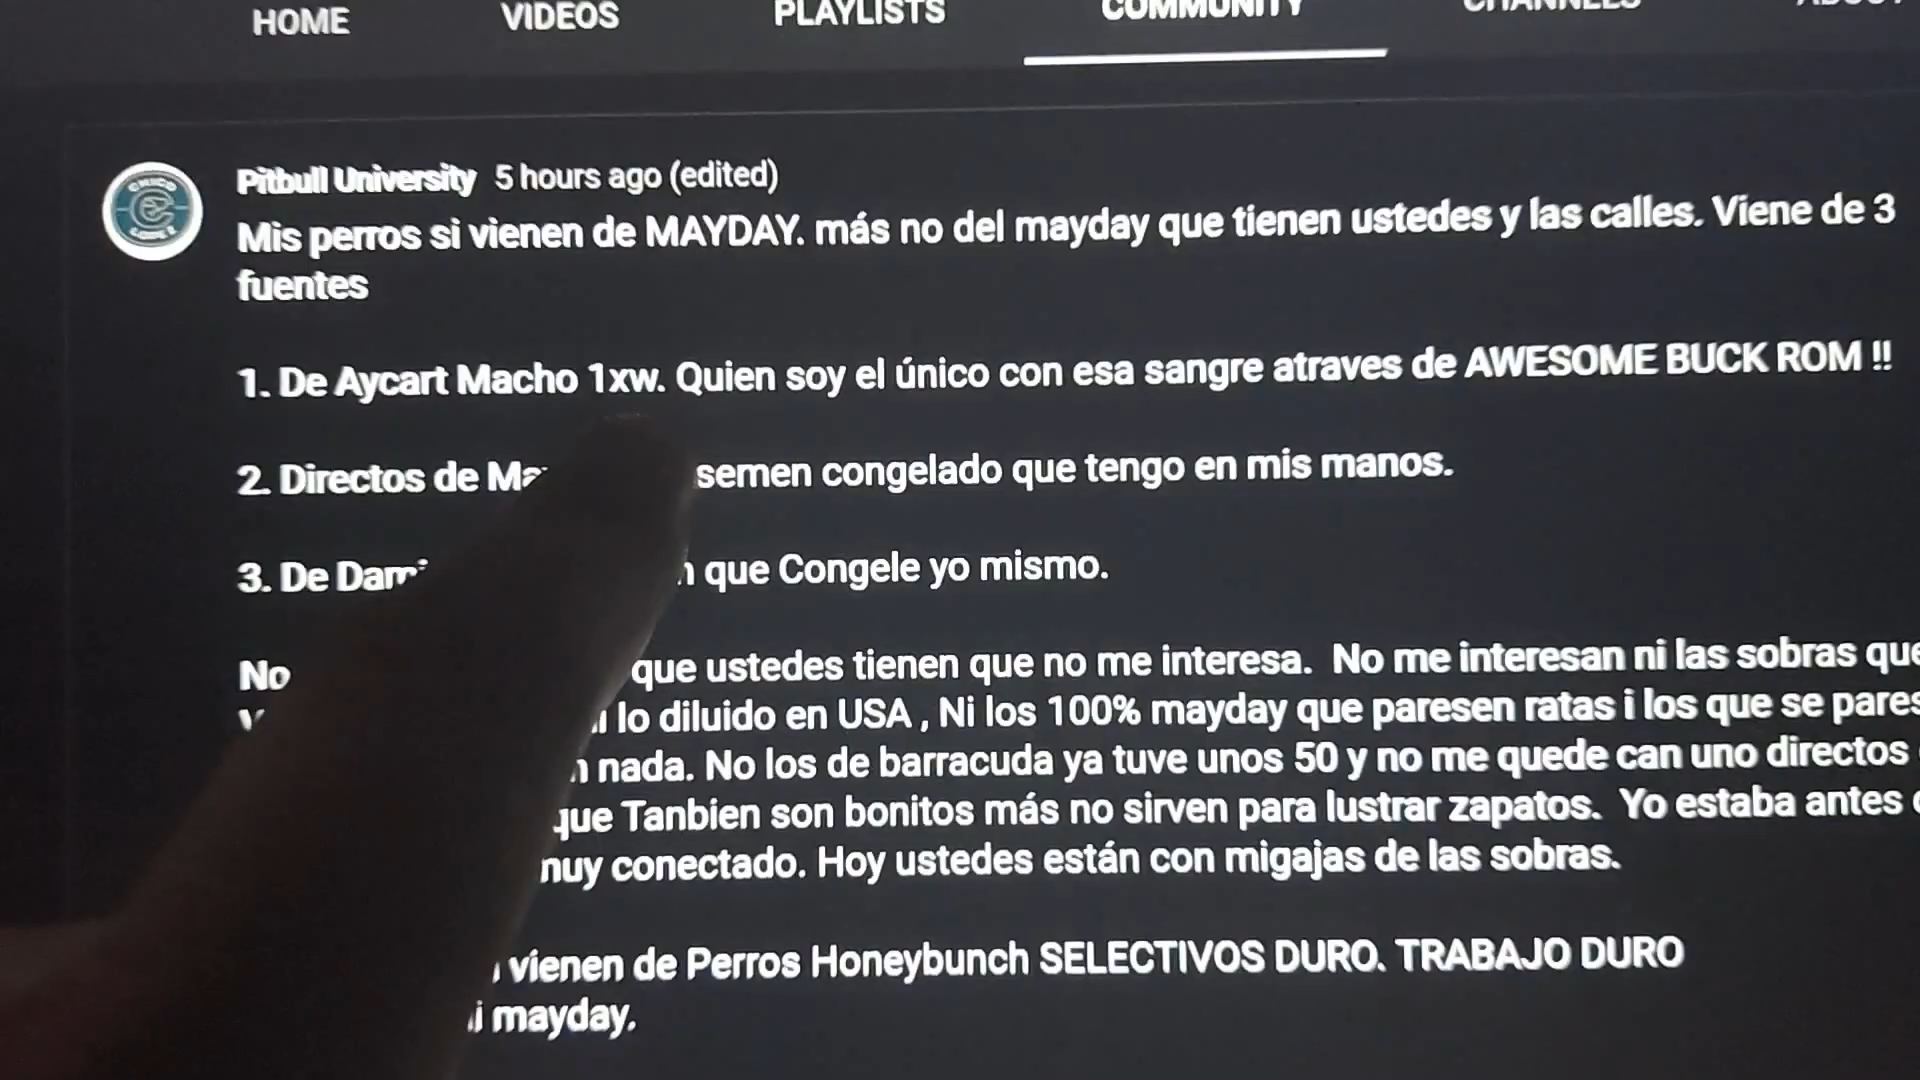 HOME VIDEOS PLAYLISTS COMMUNITY CHANNELS ABOUT
CHICO LOPEZ
Pitbull University 5 hours ago (edited)
Mis perros si vienen de MAYDAY. más no del mayday que tienen ustedes y las calles. Viene de 3
fuentes
1. De Aycart Macho 1xw. Quien soy el único con esa sangre atraves de AWESOME BUCK ROM !!
2. Directos de semen congelado que tengo en mis manos.
3. De que Congele yo mismo.
No que ustedes tienen que no me interesa. No me interesan ni las sobras que
lo diluido en USA , Ni los 100% mayday que paresen ratas i los que se pares
nada. No los de barracuda ya tuve unos 50 y no me quede can uno directos
que Tanbien son bonitos más no sirven para lustrar zapatos. Yo estaba antes
muy conectado. Hoy ustedes están con migajas de las sobras.
vienen de Perros Honeybunch SELECTIVOS DURO. TRABAJO DURO
mayday.